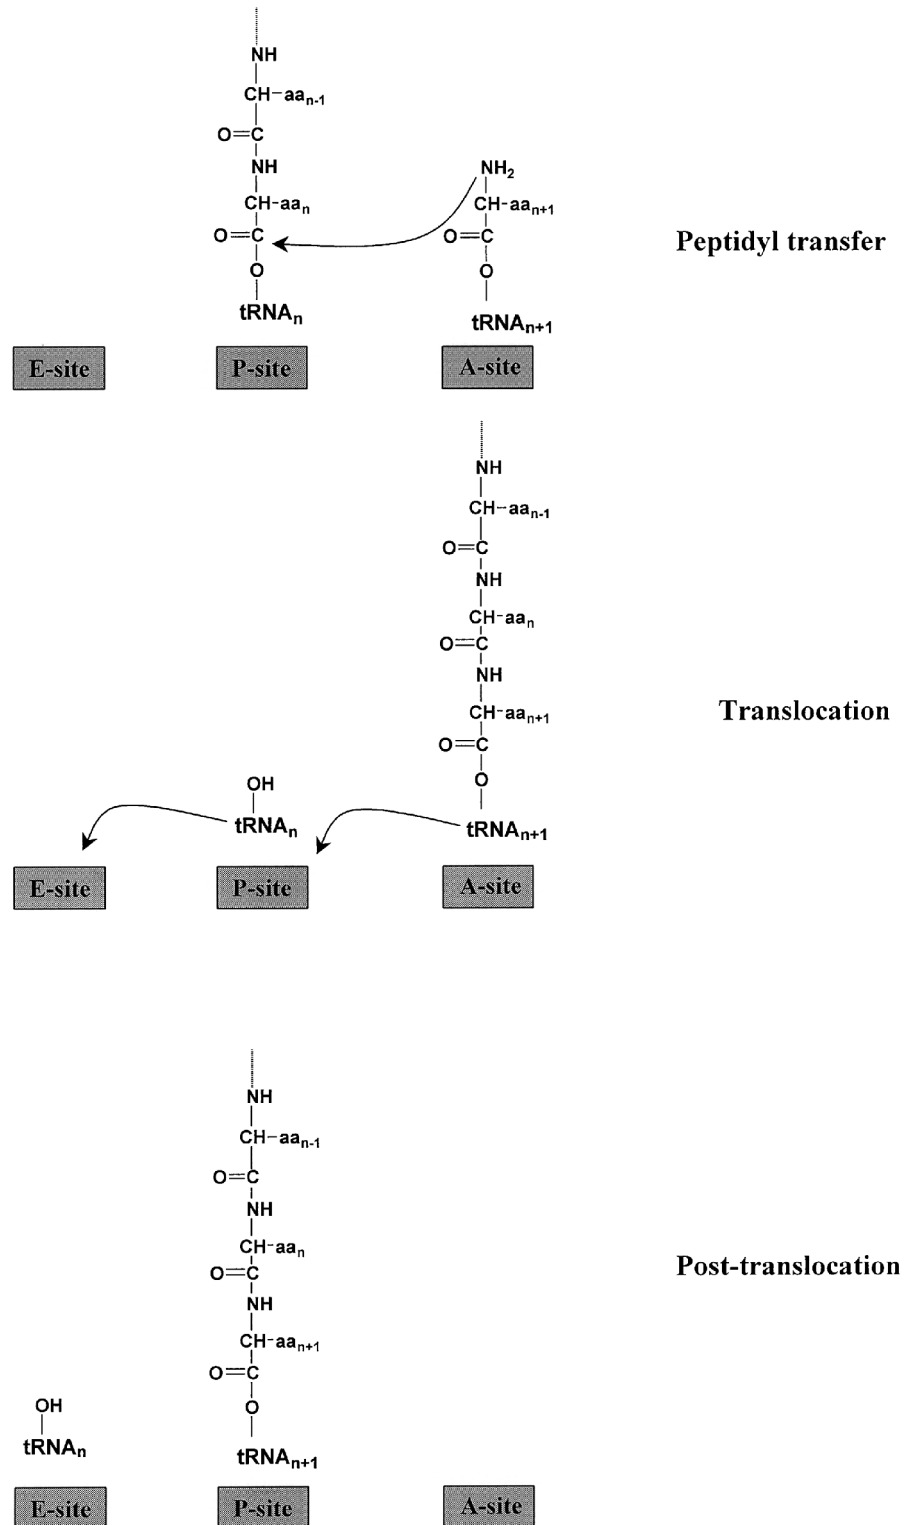 NH
CH-aan-1
O=C
NH NH2
CH-aan CH-aan+1
O=C O=C
Peptidyl transfer
O O
tRNAn tRNAn+1
E-site P-site A-site
NH
CH-aan-1
O=C
NH
CH-aan
O=C
NH
CH-aan+1
Translocation
O=C
OH O
tRNAn tRNAn+1
E-site P-site A-site
NH
CH-aan-1
O=C
NH
CH-aan
Post-translocation
O=C
NH
CH-aan+1
O=C
OH O
tRNAn tRNAn+1
E-site P-site A-site